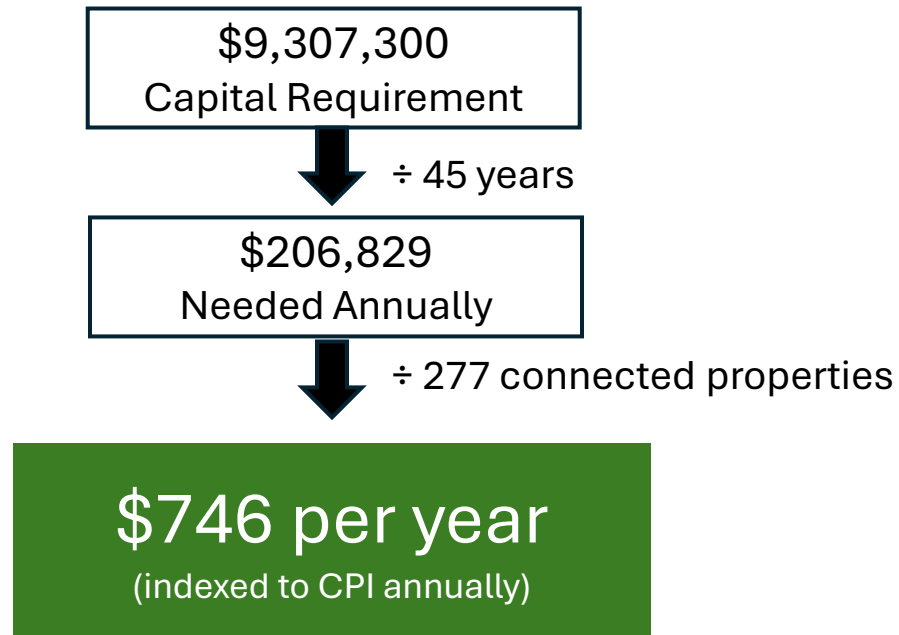 $9,307,300
Capital Requirement
÷ 45 years
$206,829
Needed Annually
÷ 277 connected properties
$746 per year
(indexed to CPI annually)